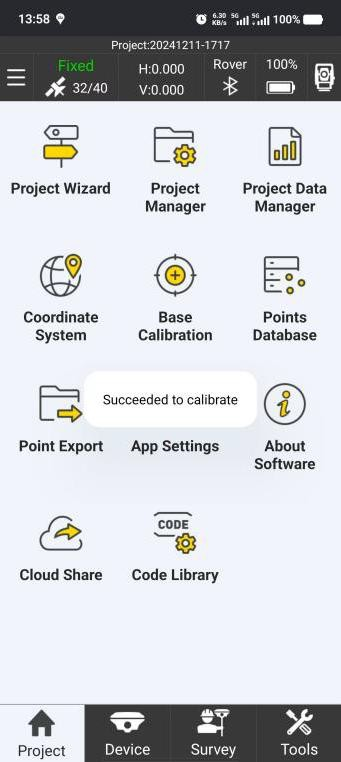 13:58
6.30 KB/s 5G 5G 100%
Project:20241211-1717
Fixed
32/40
H:0.000
V:0.000
Rover
100%
Project Wizard
Project
Manager
Project Data
Manager
Coordinate
System
Base
Calibration
Points
Database
Succeeded to calibrate
Point Export
App Settings
About
Software
CODE
Cloud Share
Code Library
Project
Device
Survey
Tools